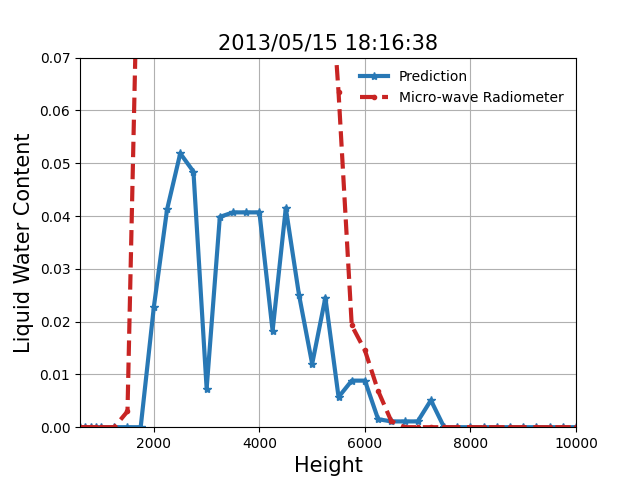 2013/05/15 18:16:38
Liquid Water Content
0.07
0.06
0.05
0.04
0.03
0.02
0.01
0.00
Prediction
Micro-wave Radiometer
2000 4000 6000 8000 10000
Height